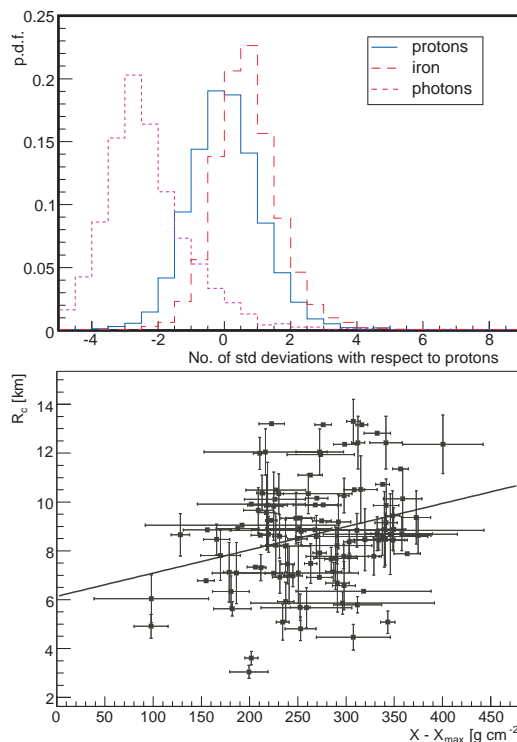 p.d.f.
0.25
0.2
0.15
0.1
0.05
0
protons
iron
photons
-4 -2 0 2 4 6 8
No. of std deviations with respect to protons
R_c [km]
14
12
10
8
6
4
2
0 50 100 150 200 250 300 350 400 450
X - X_max [g cm^-2]